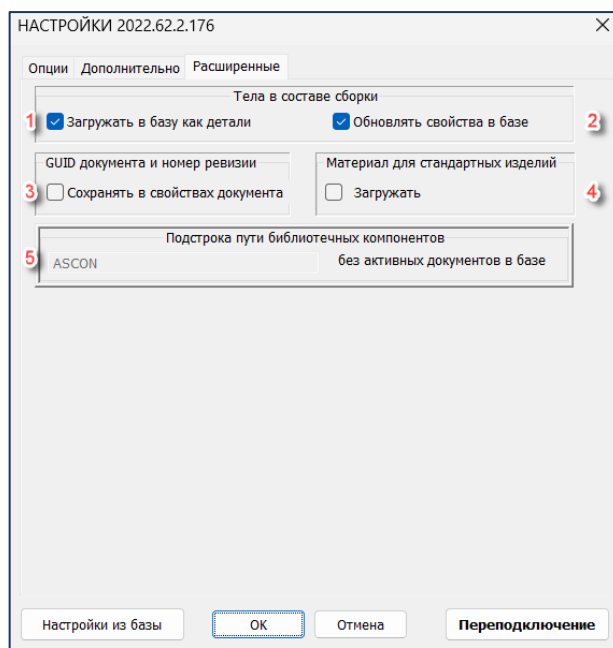 НАСТРОЙКИ 2022.62.2.176
Опции Дополнительно Расширенные
Тела в составе сборки
1 Загружать в базу как детали Обновлять свойства в базе 2
GUID документа и номер ревизии Материал для стандартных изделий
3 Сохранять в свойствах документа Загружать 4
Подстрока пути библиотечных компонентов
5 ASCON без активных документов в базе
Настройки из базы ОК Отмена Переподключение